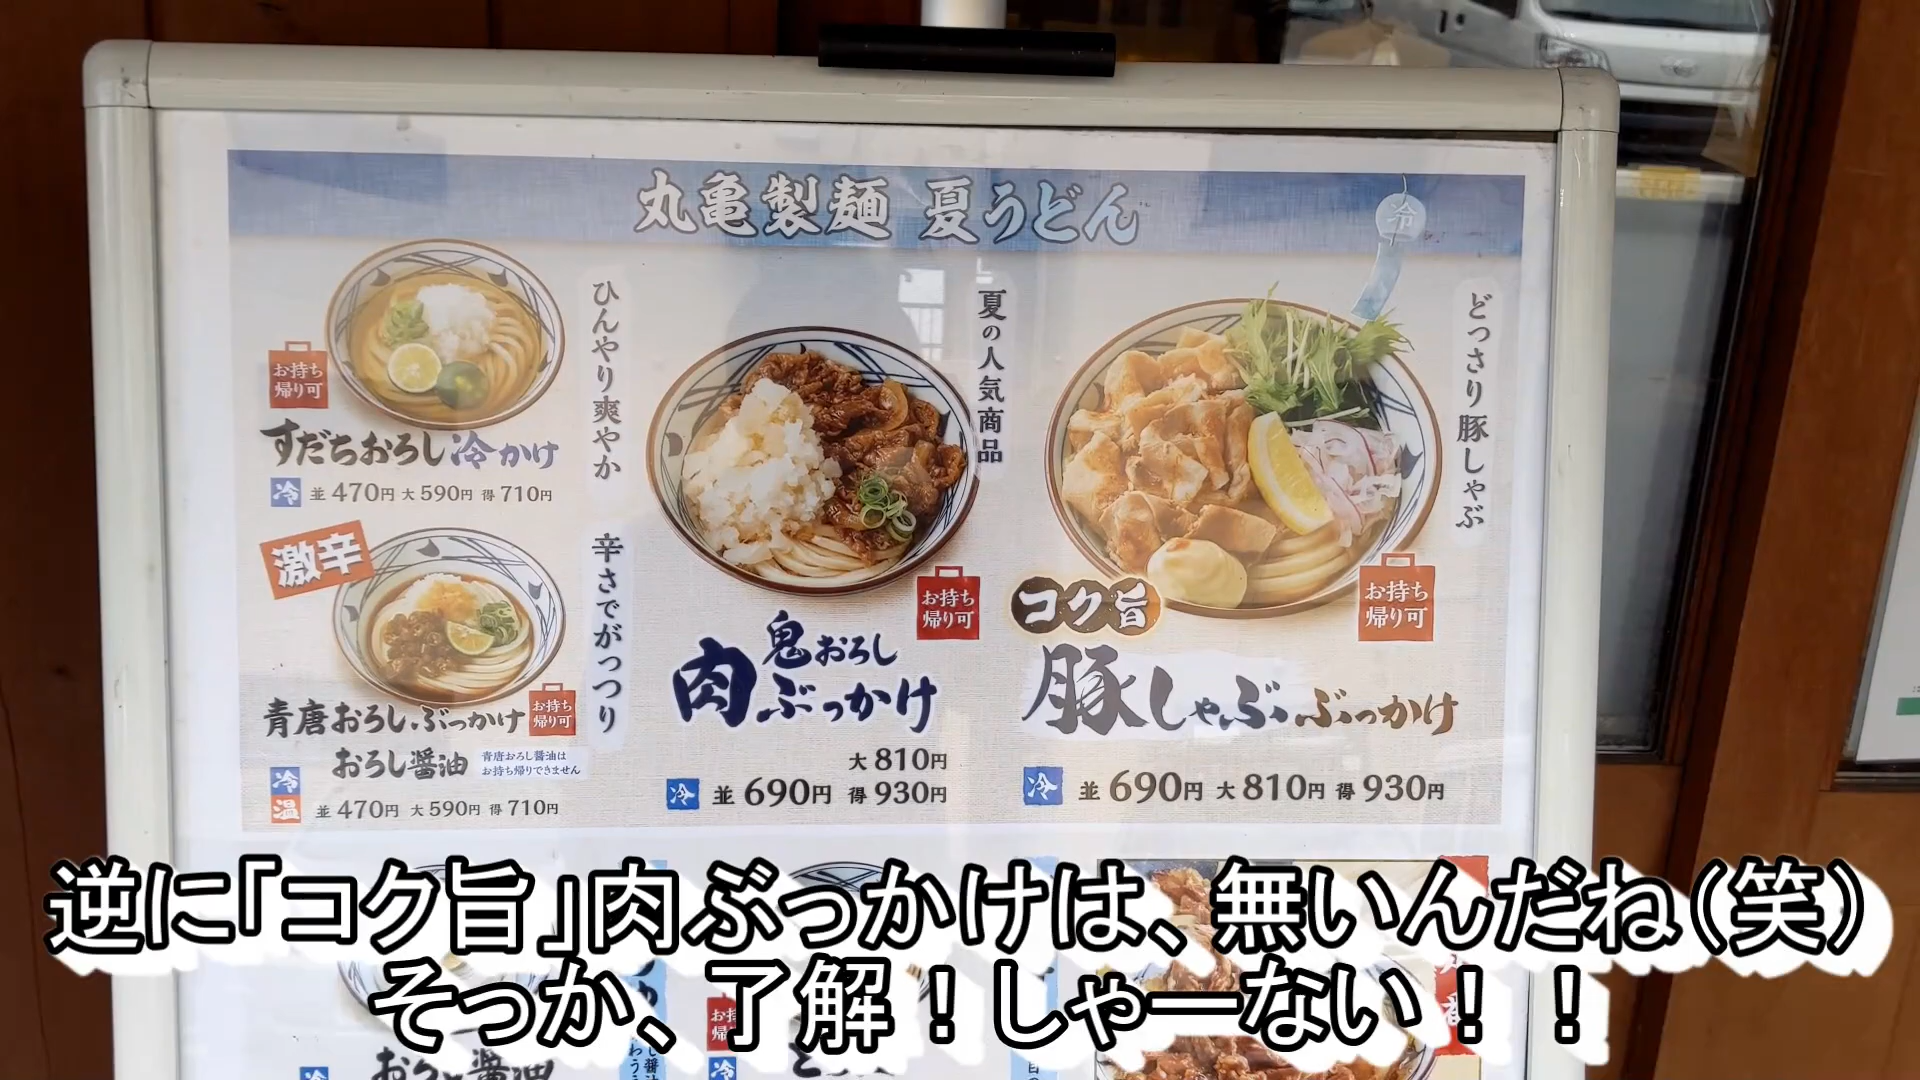 丸亀製麺 夏うどん
冷
ひんやり爽やか
お持ち
帰り可
すだちおろし冷かけ
冷 並470円 大590円 得710円
激辛
辛さでがっつり
青唐おろしぶっかけ
お持ち
帰り可
おろし醤油
青唐おろし醤油は
お持ち帰りできません
冷
温
並470円 大590円 得710円
夏の人気商品
お持ち
帰り可
鬼おろし
肉ぶっかけ
大810円
冷 並690円 得930円
どっさり豚しゃぶ
コク旨
お持ち
帰り可
豚しゃぶぶっかけ
冷 並690円 大810円 得930円
逆に「コク旨」肉ぶっかけは、無いんだね（笑）
そっか、了解！しゃーない！！